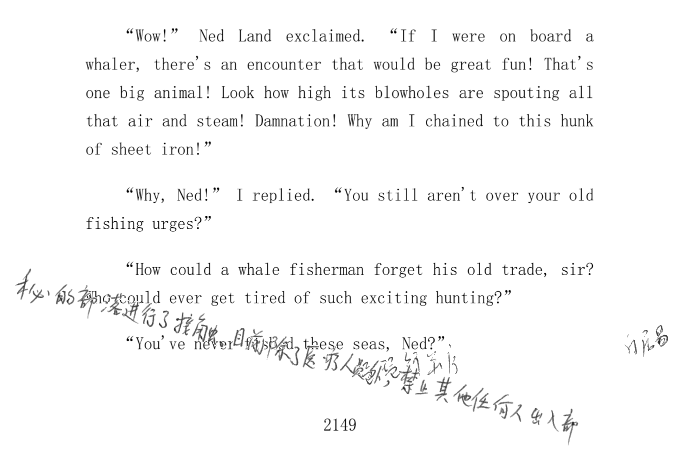 “Wow!” Ned Land exclaimed. “If I were on board a
whaler, there's an encounter that would be great fun! That's
one big animal! Look how high its blowholes are spouting all
that air and steam! Damnation! Why am I chained to this hunk
of sheet iron!”
“Why, Ned!” I replied. “You still aren't over your old
fishing urges?”
“How could a whale fisherman forget his old trade, sir?
Who could ever get tired of such exciting hunting?”
“You've never fished these seas, Ned?”
秘的部落进行了接触,目前除了医疗人员外,禁止其他任何人出入部
2149